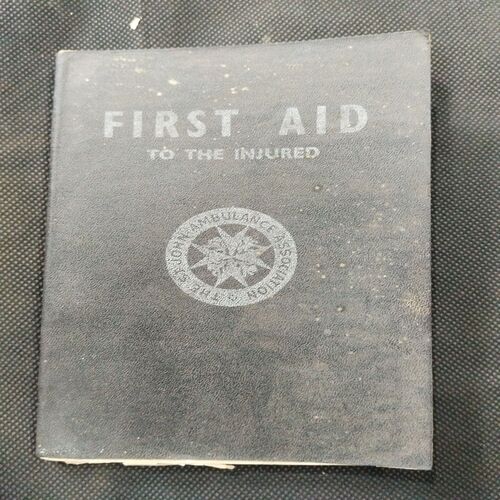 FIRST AID
TO THE INJURED
THE ST. JOHN AMBULANCE ASSOCIATION